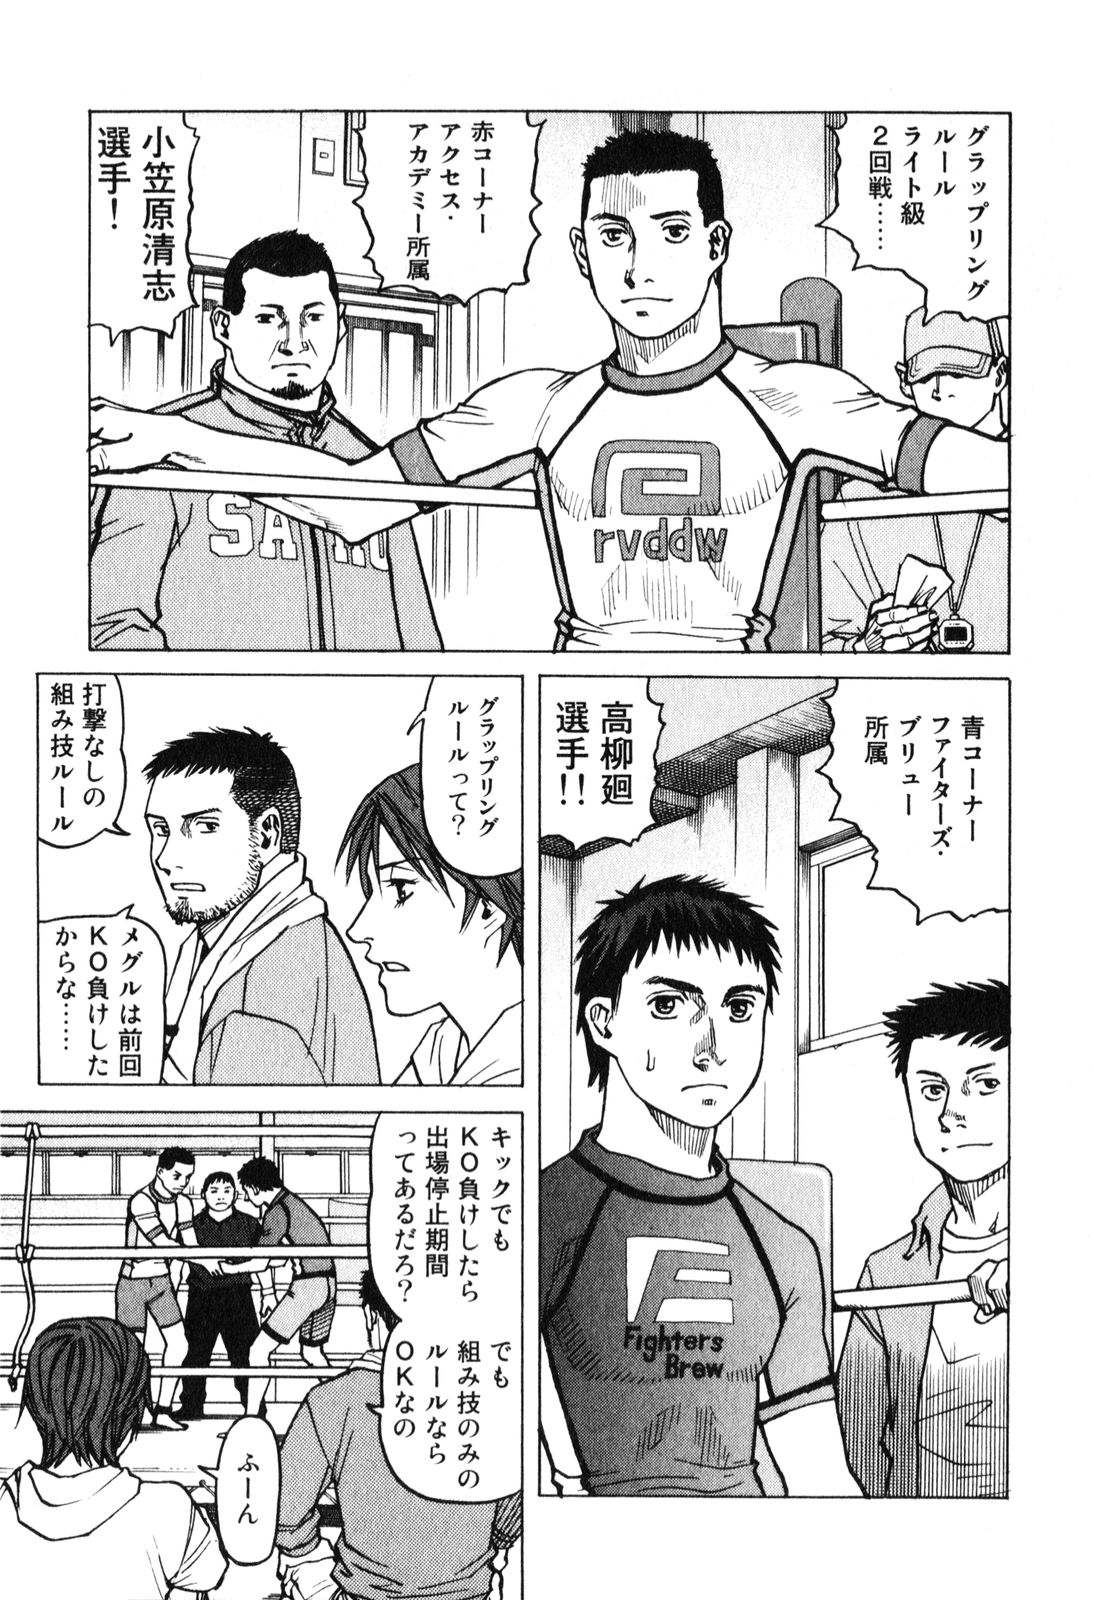 グラップリング
ルール
ライト級
2回戦……
赤コーナー
アクセス・
アカデミー所属
小笠原清志
選手！
rvddw
青コーナー
ファイターズ・
ブリュー
所属
高柳廻
選手！！
Fighters
Brew
グラップリング
ルールって？
打撃なしの
組み技ルール
メグルは前回
KO負けした
からな……
キックでも
KO負けしたら
出場停止期間
ってあるだろ？
でも
組み技のみの
ルールなら
OKなの
ふーん